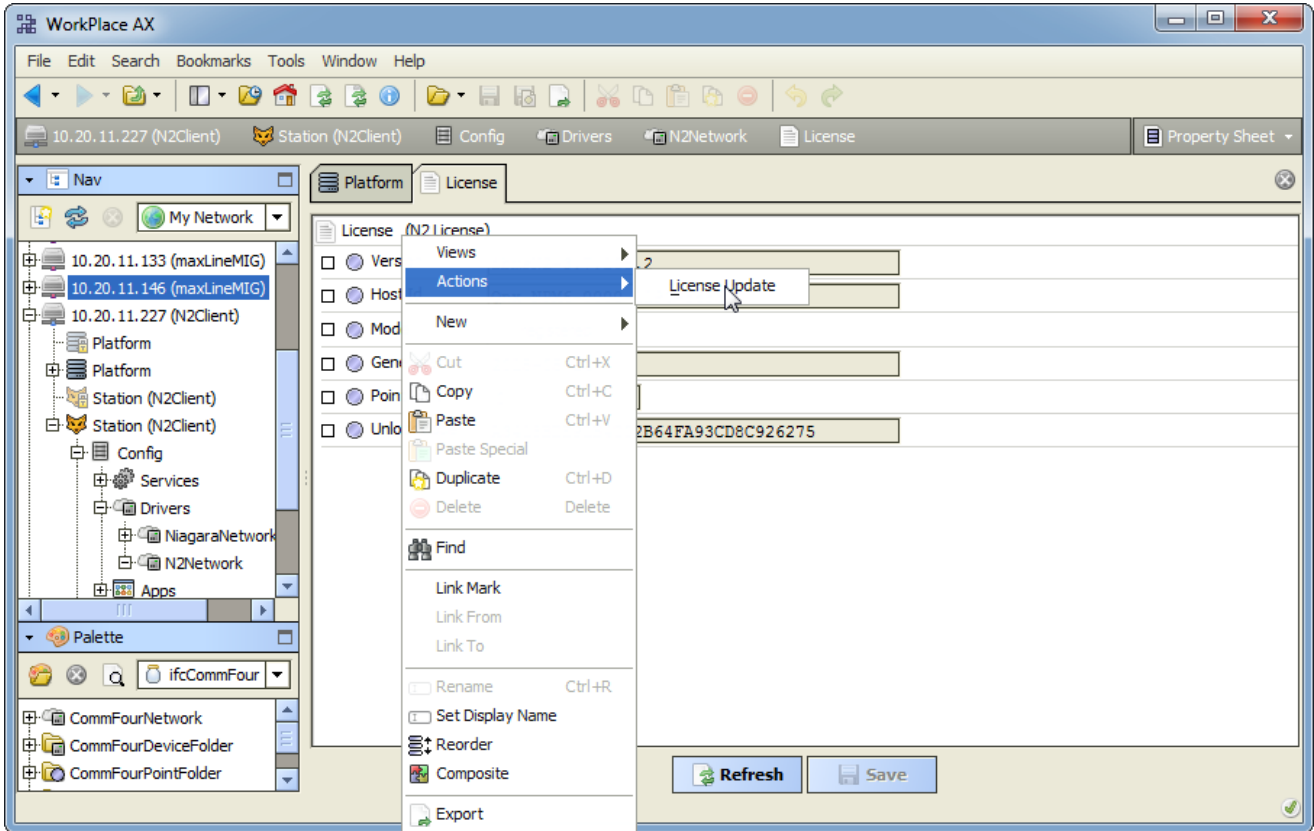 WorkPlace AX
File Edit Search Bookmarks Tools Window Help
10.20.11.227 (N2Client) Station (N2Client) Config Drivers N2Network License Property Sheet
Nav
My Network
10.20.11.133 (maxLineMIG)
10.20.11.146 (maxLineMIG)
10.20.11.227 (N2Client)
Platform
Platform
Station (N2Client)
Station (N2Client)
Config
Services
Drivers
NiagaraNetwork
N2Network
Apps
Palette
ifcCommFour
CommFourNetwork
CommFourDeviceFolder
CommFourPointFolder
Platform License
License (N2 License)
Vers
Host
Mod
Gene
Poin
Unlo 2B64FA93CD8C926275
Views
Actions
License Update
New
Cut Ctrl+X
Copy Ctrl+C
Paste Ctrl+V
Paste Special
Duplicate Ctrl+D
Delete Delete
Find
Link Mark
Link From
Link To
Rename Ctrl+R
Set Display Name
Reorder
Composite
Export
Refresh Save